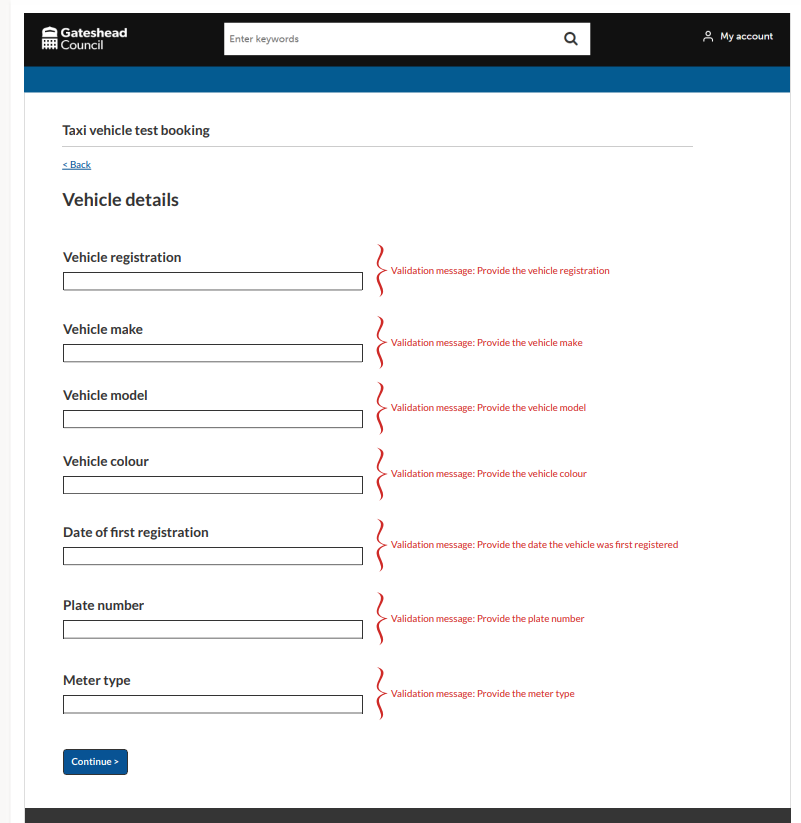 Gateshead
Council
Enter keywords
My account
Taxi vehicle test booking
< Back
Vehicle details
Vehicle registration
Validation message: Provide the vehicle registration
Vehicle make
Validation message: Provide the vehicle make
Vehicle model
Validation message: Provide the vehicle model
Vehicle colour
Validation message: Provide the vehicle colour
Date of first registration
Validation message: Provide the date the vehicle was first registered
Plate number
Validation message: Provide the plate number
Meter type
Validation message: Provide the meter type
Continue >